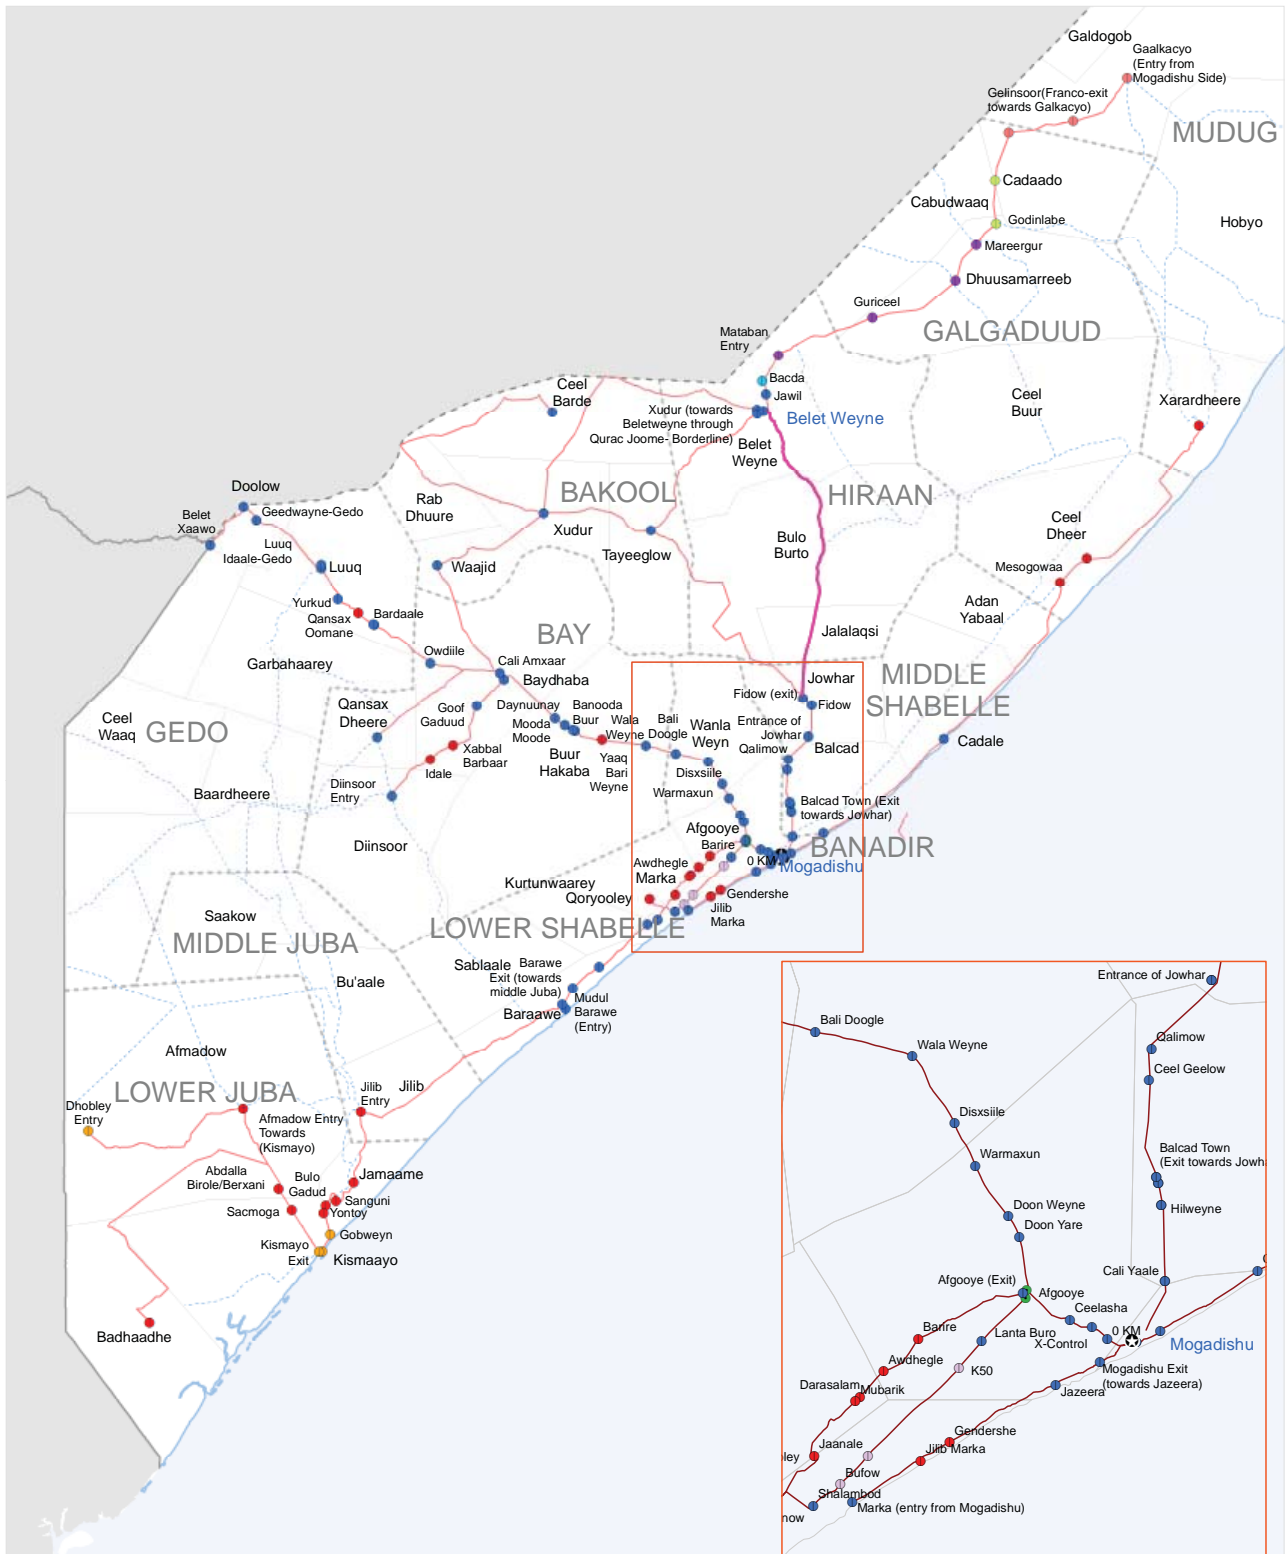 Galdogob
Gaalkacyo
(Entry from
Mogadishu Side)
Gelinsoor(Franco-exit
towards Galkacyo)
MUDUG
Cadaado
Cabudwaaq
Godinlabe
Hobyo
Mareergur
Dhuusamarreeb
Guriceel
GALGADUUD
Mataban
Entry
Bacda
Jawil
Ceel
Barde
Xudur (towards
Beletweyne through
Qurac Joome- Borderline)
Belet Weyne
Belet
Weyne
Ceel
Buur
Xarardheere
Doolow
Geedwayne-Gedo
Belet
Xaawo
Luuq
Idaale-Gedo
Luuq
Rab
Dhuure
BAKOOL
HIRAAN
Xudur
Tayeeglow
Bulo
Burto
Ceel
Dheer
Mesogowaa
Waajid
Yurkud
Qansax
Oomane
Bardaale
Adan
Yabaal
Jalalaqsi
BAY
Owdiile
Garbahaarey
Cali Amxaar
Baydhaba
MIDDLE
SHABELLE
Jowhar
Fidow (exit)
Fidow
Qansax
Dheere
Goof
Gaduud
Daynuunay
Mooda
Moode
Banooda
Buur
Wala
Weyne
Bali
Doogle
Wanla
Weyn
Entrance of
Jowhar
Qalimow
Balcad
Cadale
Ceel
Waaq
GEDO
Xabbal
Barbaar
Idale
Buur
Hakaba
Yaaq
Bari
Weyne
Disxsiile
Warmaxun
Baardheere
Diinsoor
Entry
Balcad Town (Exit
towards Jowhar)
Diinsoor
Afgooye
Barire
BANADIR
0 KM
Mogadishu
Awdhegle
Marka
Kurtunwaarey
Qoryooley
Gendershe
Jilib
Marka
Saakow
MIDDLE JUBA
LOWER SHABELLE
Bu'aale
Sablaale
Barawe
Exit (towards
middle Juba)
Mudul
Barawe
(Entry)
Baraawe
Afmadow
LOWER JUBA
Jilib
Entry
Jilib
Dhobley
Entry
Afmadow Entry
Towards
(Kismayo)
Abdalla
Birole/Berxani
Bulo
Gadud
Jamaame
Sanguni
Sacmoga
Yontoy
Gobweyn
Kismayo
Exit
Kismaayo
Badhaadhe
Entrance of Jowhar
Bali Doogle
Wala Weyne
Qalimow
Ceel Geelow
Disxsiile
Warmaxun
Balcad Town
(Exit towards Jowha
Hilweyne
Doon Weyne
Doon Yare
Cali Yaale
Afgooye (Exit)
Afgooye
Ceelasha
0 KM
Mogadishu
Barire
Lanta Buro
X-Control
Awdhegle
K50
Mogadishu Exit
(towards Jazeera)
Jazeera
Darasalam
Mubarik
Gendershe
Jaanale
ley
Jilib Marka
Bufow
Shalambod
Marka (entry from Mogadishu)
now